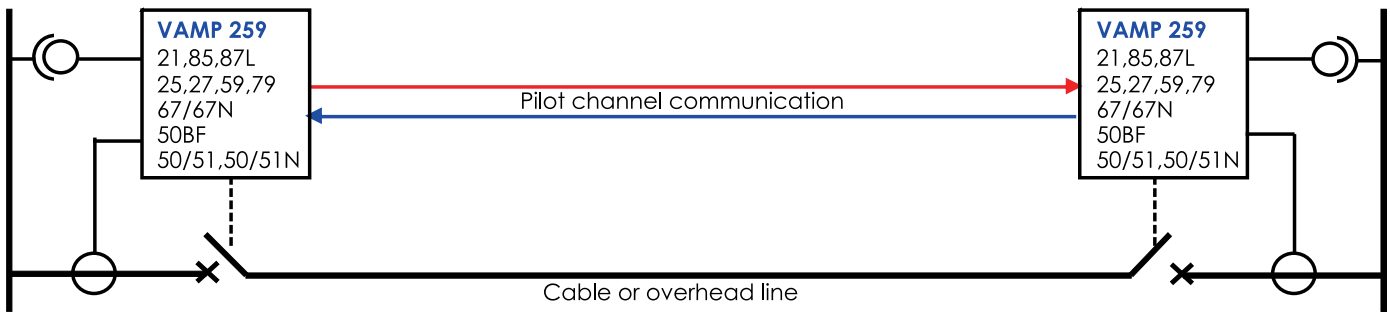 VAMP 259
21,85,87L
25,27,59,79
67/67N
50BF
50/51,50/51N
Pilot channel communication
VAMP 259
21,85,87L
25,27,59,79
67/67N
50BF
50/51,50/51N
Cable or overhead line